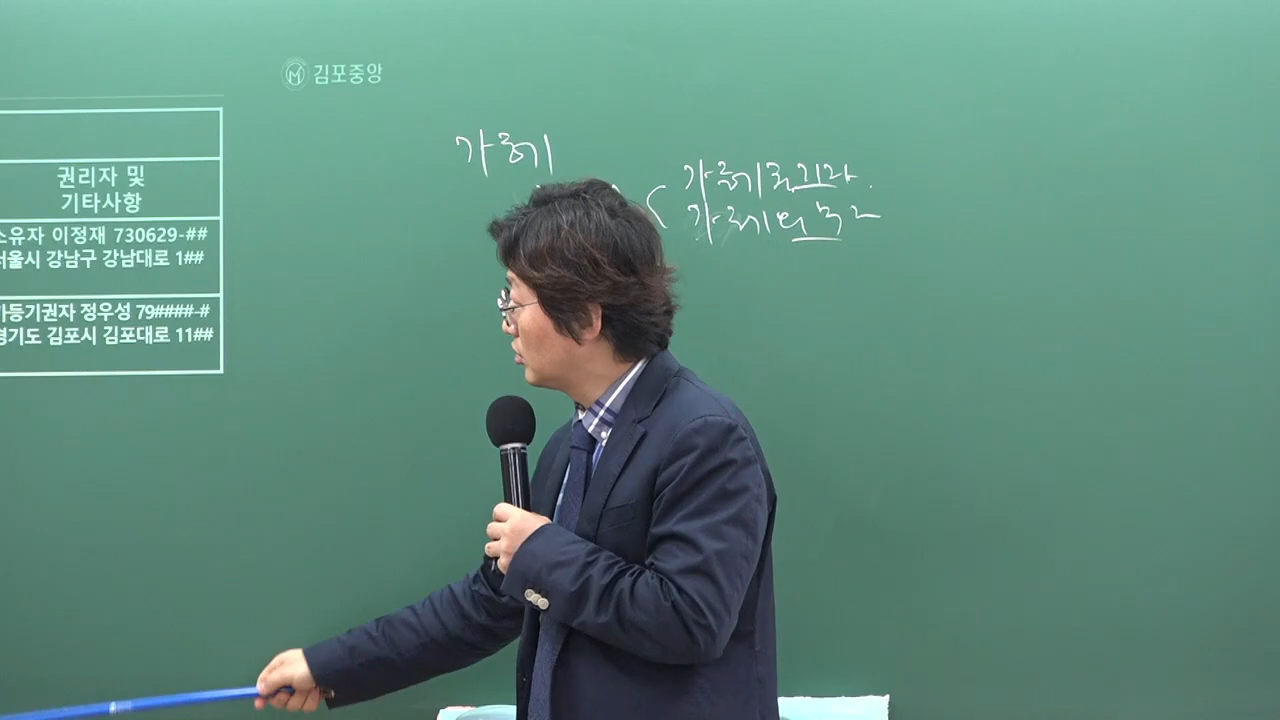 김포중앙
권리자 및
기타사항
소유자 이정재 730629-##
서울시 강남구 강남대로 1##
가등기권자 정우성 79####-#
경기도 김포시 김포대로 11##
가등기
가등기권리자
가등기의무자